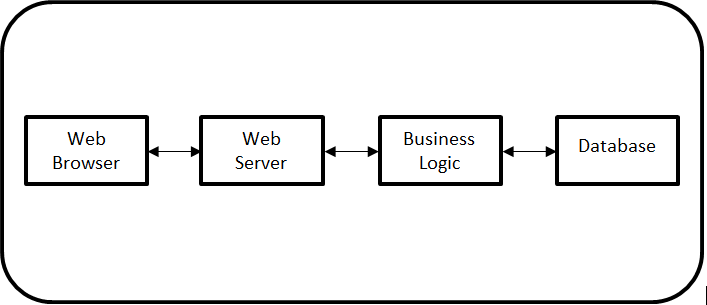 Web
Browser
Web
Server
Business
Logic
Database